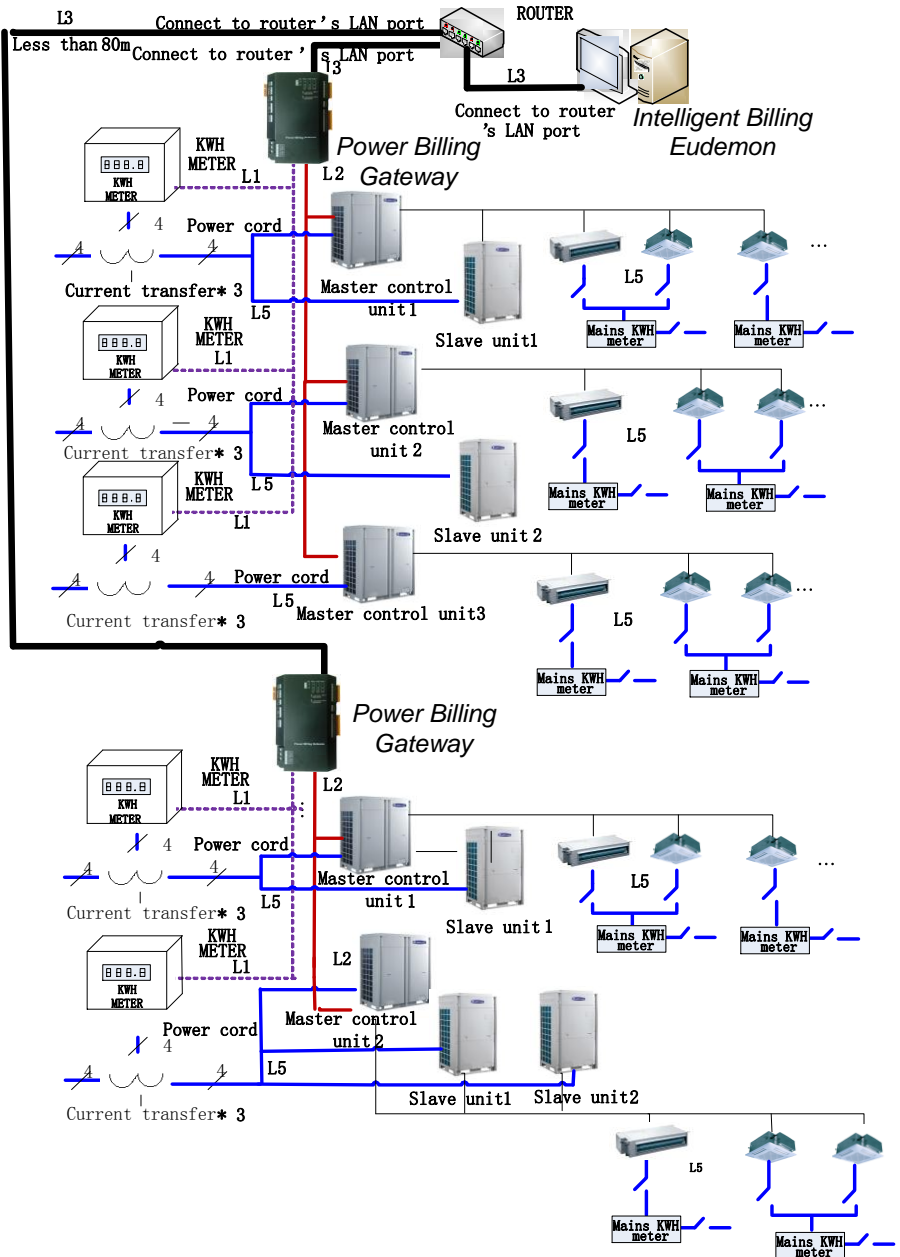 L3
Connect to router's LAN port
ROUTER
Less than 80m
Connect to router's LAN port
L3
L3
Connect to router
's LAN port
Intelligent Billing
Eudemon
KWH
METER
Power Billing
Gateway
888.8
KWH
METER
L1
L2
4
Power cord
4
4
Current transfer* 3
L5
Master control
unit 1
Slave unit1
L5
...
Mains KWH
meter
Mains KWH
meter
KWH
METER
L1
888.8
KWH
METER
4
Power cord
4
4
Current transfer* 3
L5
Master control
unit 2
Slave unit 2
L5
...
Mains KWH
meter
Mains KWH
meter
KWH
METER
L1
888.8
KWH
METER
4
4
4
Power cord
L5
Current transfer* 3
Master control unit3
L5
...
Mains KWH
meter
Mains KWH
meter
Power Billing
Gateway
KWH
METER
L1
L2
888.8
KWH
METER
4
Power cord
4
4
Current transfer* 3
L5
Master control
unit 1
Slave unit 1
L5
...
Mains KWH
meter
Mains KWH
meter
KWH
METER
L1
L2
888.8
KWH
METER
4
Power cord
4
4
L5
Current transfer* 3
Master control
unit 2
Slave unit1
Slave unit2
L5
Mains KWH
meter
Mains KWH
meter